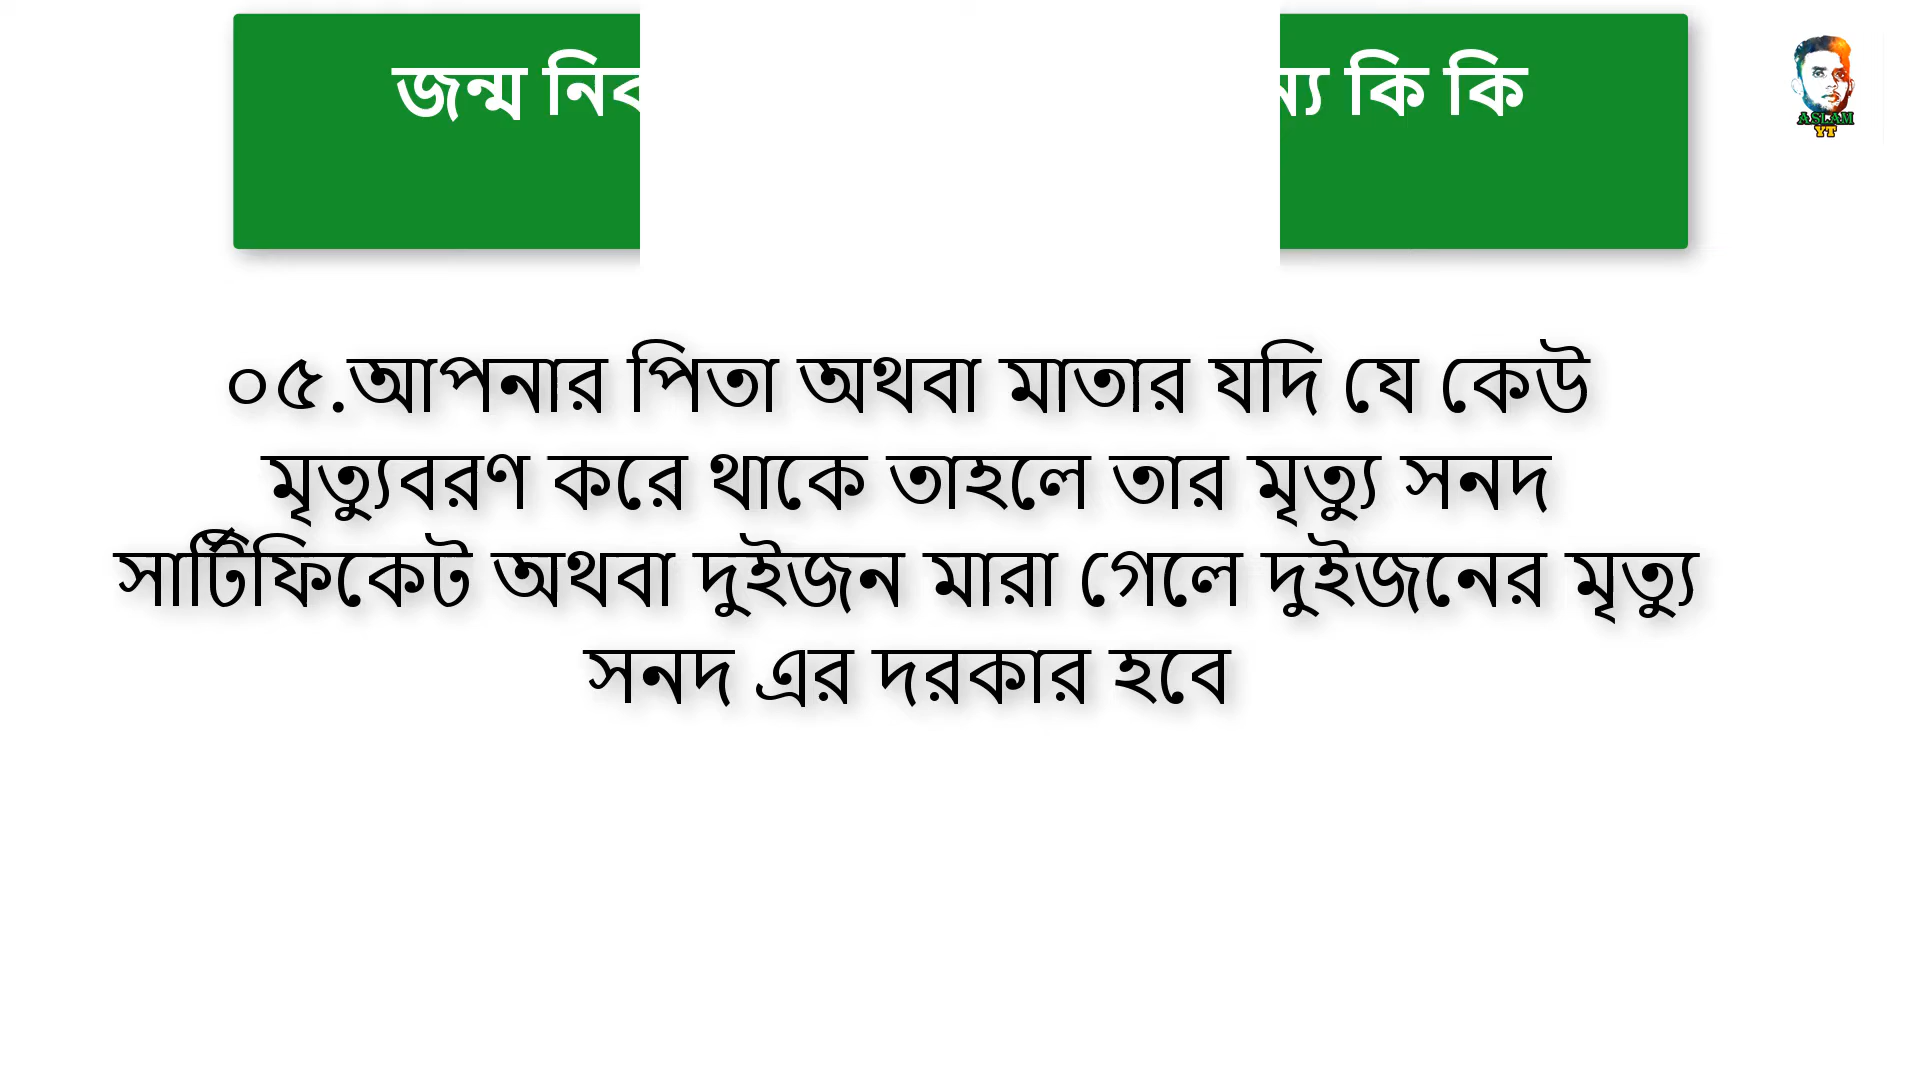 জন্ম কি কি
ASLAM
YT
০৫.আপনার পিতা অথবা মাতার যদি যে কেউ
মৃত্যুবরণ করে থাকে তাহলে তার মৃত্যু সনদ
সার্টিফিকেট অথবা দুইজন মারা গেলে দুইজনের মৃত্যু
সনদ এর দরকার হবে